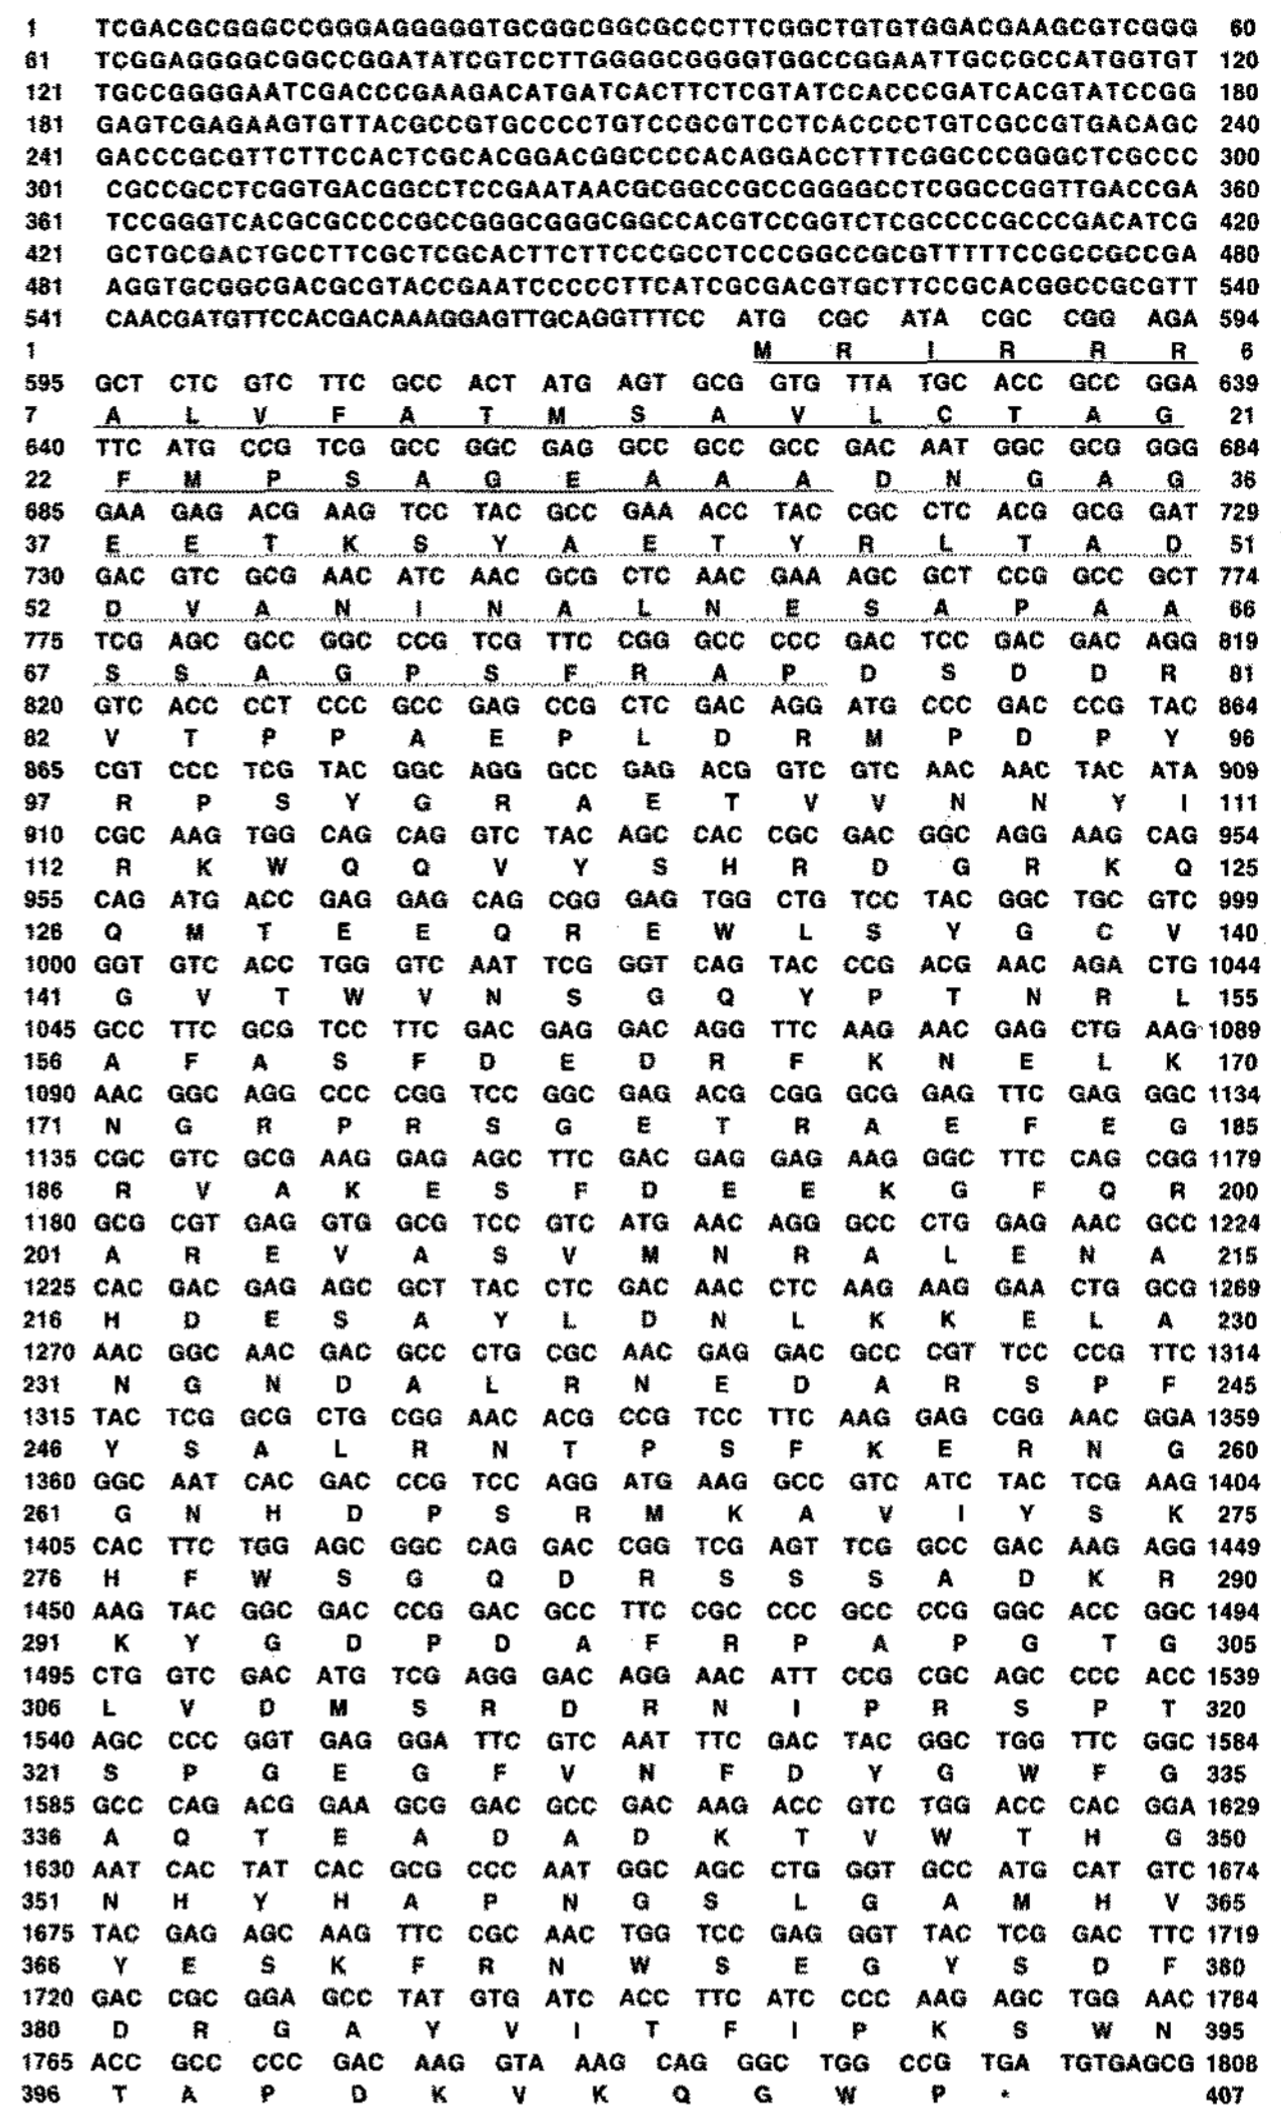 1 TCGACGCGGGCCGGGAGGGGGTGCGGCGGCGCCCTTCGGCTGTGTGGACGAAGCGTCGGG 60
61 TCGGAGGGGCGGCCGGATATCGTCCTTGGGGCGGGGTGGCCGGAATTGCCGCCATGGTGT 120
121 TGCCGGGGAATCGACCCGAAGACATGATCACTTCTCGTATCCACCCGATCACGTATCCGG 180
181 GAGTCGAGAAGTGTTACGCCGTGCCCCTGTCCGCGTCCTCACCCCTGTCGCCGTGACAGC 240
241 GACCCGCGTTCTTCCACTCGCACGGACGGCCCCACAGGACCTTTCGGCCCGGGCTCGCCC 300
301 CGCCGCCTCGGTGACGGCCTCCGAATAACGCGGCCGCCGGGGCCTCGGCCGGTTGACCGA 360
361 TCCGGGTCACGCGCCCCGCCGGGCGGGCGGCCACGTCCGGTCTCGCCCCGCCCGACATCG 420
421 GCTGCGACTGCCTTCGCTCGCACTTCTTCCCGCCTCCCGGCCGCGTTTTTCCGCCGCCGA 480
481 AGGTGCGGCGACGCGTACCGAATCCCCCTTCATCGCGACGTGCTTCCGCACGGCCGCGTT 540
541 CAACGATGTTCCACGACAAAGGAGTTGCAGGTTTCC ATG CGC ATA CGC CGG AGA 594
1 M R I R R R 6
595 GCT CTC GTC TTC GCC ACT ATG AGT GCG GTG TTA TGC ACC GCC GGA 639
7 A L V F A T M S A V L C T A G 21
640 TTC ATG CCG TCG GCC GGC GAG GCC GCC GCC GAC AAT GGC GCG GGG 684
22 F M P S A G E A A A D N G A G 36
685 GAA GAG ACG AAG TCC TAC GCC GAA ACC TAC CGC CTC ACG GCG GAT 729
37 E E T K S Y A E T Y R L T A D 51
730 GAC GTC GCG AAC ATC AAC GCG CTC AAC GAA AGC GCT CCG GCC GCT 774
52 D V A N I N A L N E S A P A A 66
775 TCG AGC GCC GGC CCG TCG TTC CGG GCC CCC GAC TCC GAC GAC AGG 819
67 S S A G P S F R A P D S D D R 81
820 GTC ACC CCT CCC GCC GAG CCG CTC GAC AGG ATG CCC GAC CCG TAC 864
82 V T P P A E P L D R M P D P Y 96
865 CGT CCC TCG TAC GGC AGG GCC GAG ACG GTC GTC AAC AAC TAC ATA 909
97 R P S Y G R A E T V V N N Y I 111
910 CGC AAG TGG CAG CAG GTC TAC AGC CAC CGC GAC GGC AGG AAG CAG 954
112 R K W Q Q V Y S H R D G R K Q 125
955 CAG ATG ACC GAG GAG CAG CGG GAG TGG CTG TCC TAC GGC TGC GTC 999
126 Q M T E E Q R E W L S Y G C V 140
1000 GGT GTC ACC TGG GTC AAT TCG GGT CAG TAC CCG ACG AAC AGA CTG 1044
141 G V T W V N S G Q Y P T N R L 155
1045 GCC TTC GCG TCC TTC GAC GAG GAC AGG TTC AAG AAC GAG CTG AAG 1089
156 A F A S F D E D R F K N E L K 170
1090 AAC GGC AGG CCC CGG TCC GGC GAG ACG CGG GCG GAG TTC GAG GGC 1134
171 N G R P R S G E T R A E F E G 185
1135 CGC GTC GCG AAG GAG AGC TTC GAC GAG GAG AAG GGC TTC CAG CGG 1179
186 R V A K E S F D E E K G F Q R 200
1180 GCG CGT GAG GTG GCG TCC GTC ATG AAC AGG GCC CTG GAG AAC GCC 1224
201 A R E V A S V M N R A L E N A 215
1225 CAC GAC GAG AGC GCT TAC CTC GAC AAC CTC AAG AAG GAA CTG GCG 1269
216 H D E S A Y L D N L K K E L A 230
1270 AAC GGC AAC GAC GCC CTG CGC AAC GAG GAC GCC CGT TCC CCG TTC 1314
231 N G N D A L R N E D A R S P F 245
1315 TAC TCG GCG CTG CGG AAC ACG CCG TCC TTC AAG GAG CGG AAC GGA 1359
246 Y S A L R N T P S F K E R N G 260
1360 GGC AAT CAC GAC CCG TCC AGG ATG AAG GCC GTC ATC TAC TCG AAG 1404
261 G N H D P S R M K A V I Y S K 275
1405 CAC TTC TGG AGC GGC CAG GAC CGG TCG AGT TCG GCC GAC AAG AGG 1449
276 H F W S G Q D R S S S A D K R 290
1450 AAG TAC GGC GAC CCG GAC GCC TTC CGC CCC GCC CCG GGC ACC GGC 1494
291 K Y G D P D A F R P A P G T G 305
1495 CTG GTC GAC ATG TCG AGG GAC AGG AAC ATT CCG CGC AGC CCC ACC 1539
306 L V D M S R D R N I P R S P T 320
1540 AGC CCC GGT GAG GGA TTC GTC AAT TTC GAC TAC GGC TGG TTC GGC 1584
321 S P G E G F V N F D Y G W F G 335
1585 GCC CAG ACG GAA GCG GAC GCC GAC AAG ACC GTC TGG ACC CAC GGA 1629
336 A Q T E A D A D K T V W T H G 350
1630 AAT CAC TAT CAC GCG CCC AAT GGC AGC CTG GGT GCC ATG CAT GTC 1674
351 N H Y H A P N G S L G A M H V 365
1675 TAC GAG AGC AAG TTC CGC AAC TGG TCC GAG GGT TAC TCG GAC TTC 1719
366 Y E S K F R N W S E G Y S D F 380
1720 GAC CGC GGA GCC TAT GTG ATC ACC TTC ATC CCC AAG AGC TGG AAC 1764
380 D R G A Y V I T F I P K S W N 395
1765 ACC GCC CCC GAC AAG GTA AAG CAG GGC TGG CCG TGA TGTGAGCG 1808
396 T A P D K V K Q G W P * 407